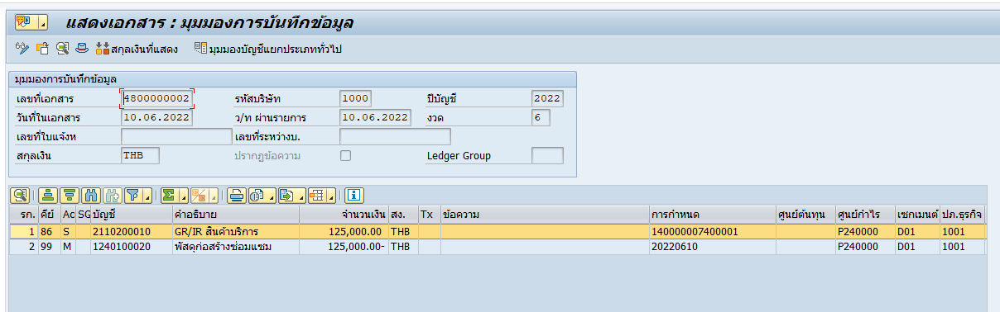 แสดงเอกสาร : มุมมองการบันทึกข้อมูล
สกุลเงินที่แสดง มุมมองบัญชีแยกประเภททั่วไป
มุมมองการบันทึกข้อมูล
เลขที่เอกสาร 4800000002 รหัสบริษัท 1000 ปีบัญชี 2022
วันที่ในเอกสาร 10.06.2022 ว/ท ผ่านรายการ 10.06.2022 งวด 6
เลขที่ใบแจ้งห เลขที่ระหว่างบ.
สกุลเงิน THB ปรากฏข้อความ Ledger Group
รก. คีย์ Ac SG บัญชี คำอธิบาย จำนวนเงิน สง. Tx ข้อความ การกำหนด ศูนย์ต้นทุน ศูนย์กำไร เซกเมนต์ ปภ.ธุรกิจ
1 86 S 2110200010 GR/IR สินค้าบริการ 125,000.00 THB 140000007400001 P240000 D01 1001
2 99 M 1240100020 พัสดุก่อสร้างซ่อมแซม 125,000.00- THB 20220610 P240000 D01 1001